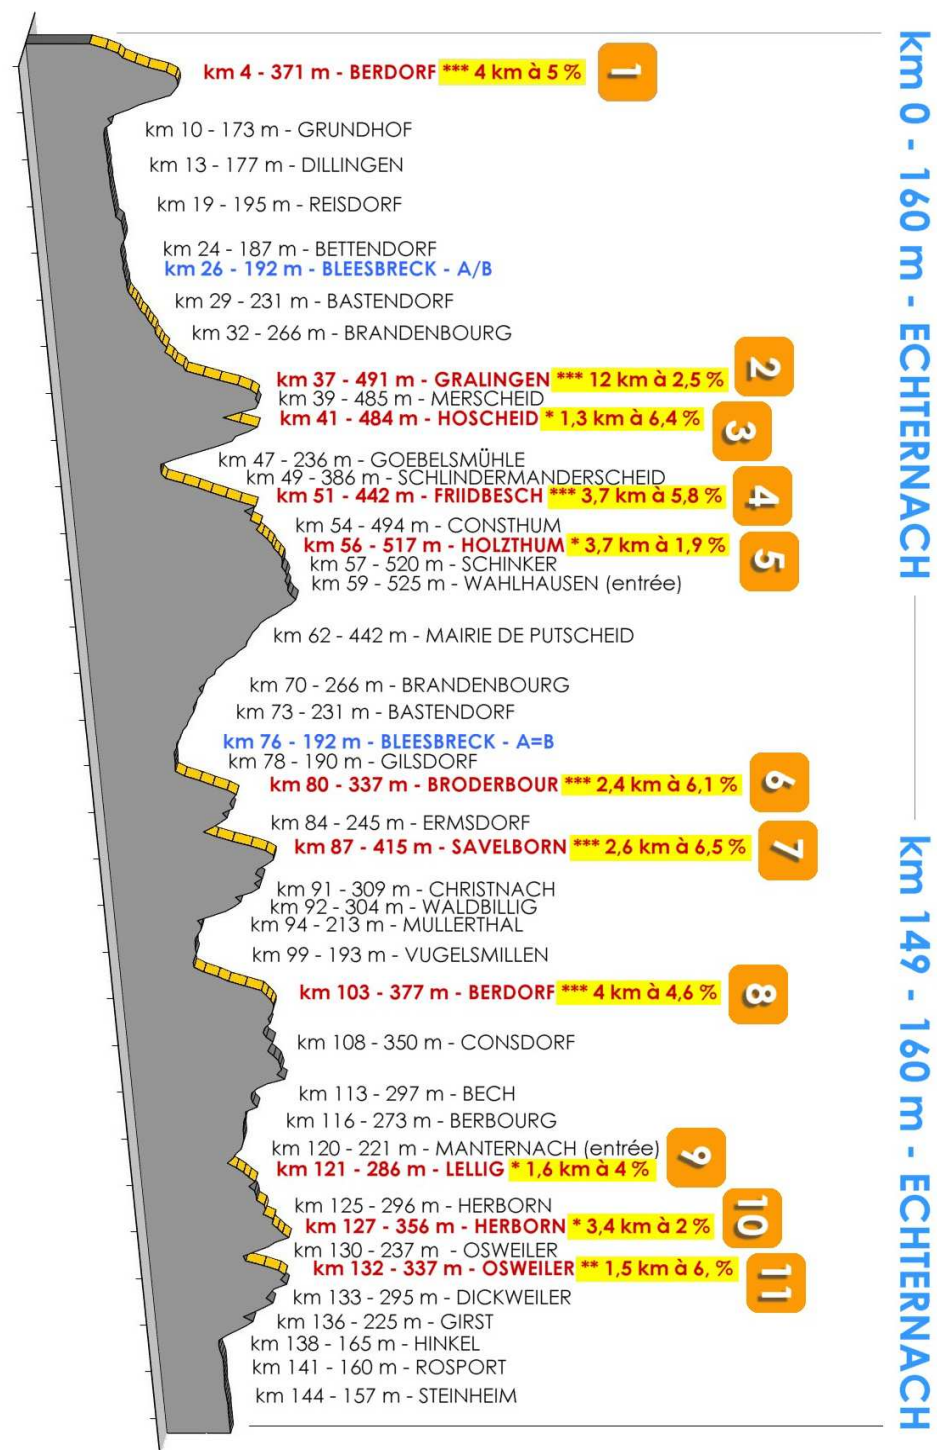 km 0 - 160 m - ECHTERNACH
km 4 - 371 m - BERDORF *** 4 km à 5 % 1
km 10 - 173 m - GRUNDHOF
km 13 - 177 m - DILLINGEN
km 19 - 195 m - REISDORF
km 24 - 187 m - BETTENDORF
km 26 - 192 m - BLEESBRECK - A/B
km 29 - 231 m - BASTENDORF
km 32 - 266 m - BRANDENBOURG
km 37 - 491 m - GRALINGEN *** 12 km à 2,5 % 2
km 39 - 485 m - MERSCHEID
km 41 - 484 m - HOSCHEID * 1,3 km à 6,4 % 3
km 47 - 236 m - GOEBELSMÜHLE
km 49 - 386 m - SCHLINDERMANDERSCHEID
km 51 - 442 m - FRIIDBESCH *** 3,7 km à 5,8 % 4
km 54 - 494 m - CONSTHUM
km 56 - 517 m - HOLZTHUM * 3,7 km à 1,9 % 5
km 57 - 520 m - SCHINKER
km 59 - 525 m - WAHLHAUSEN (entrée)
km 62 - 442 m - MAIRIE DE PUTSCHEID
km 70 - 266 m - BRANDENBOURG
km 73 - 231 m - BASTENDORF
km 76 - 192 m - BLEESBRECK - A=B
km 78 - 190 m - GILSDORF
km 80 - 337 m - BRODERBOUR *** 2,4 km à 6,1 % 6
km 84 - 245 m - ERMSDORF
km 87 - 415 m - SAVELBORN *** 2,6 km à 6,5 % 7
km 91 - 309 m - CHRISTNACH
km 92 - 304 m - WALDBILLIG
km 94 - 213 m - MULLERTHAL
km 99 - 193 m - VUGELSMILLEN
km 103 - 377 m - BERDORF *** 4 km à 4,6 % 8
km 108 - 350 m - CONSDORF
km 113 - 297 m - BECH
km 116 - 273 m - BERBOURG
km 120 - 221 m - MANTERNACH (entrée)
km 121 - 286 m - LELLIG * 1,6 km à 4 % 9
km 125 - 296 m - HERBORN
km 127 - 356 m - HERBORN * 3,4 km à 2 % 10
km 130 - 237 m - OSWEILER
km 132 - 337 m - OSWEILER ** 1,5 km à 6, % 11
km 133 - 295 m - DICKWEILER
km 136 - 225 m - GIRST
km 138 - 165 m - HINKEL
km 141 - 160 m - ROSPORT
km 144 - 157 m - STEINHEIM
km 149 - 160 m - ECHTERNACH